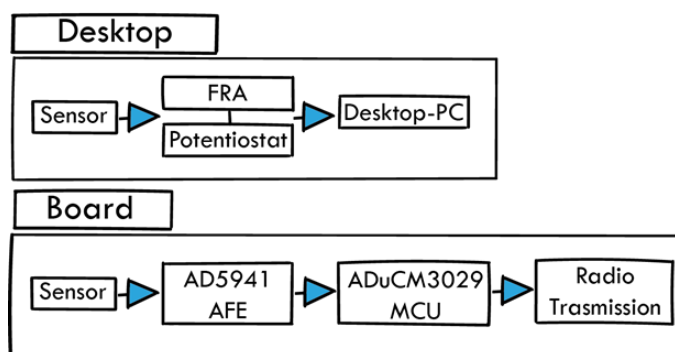 Desktop
Sensor
FRA
Potentiostat
Desktop-PC
Board
Sensor
AD5941
AFE
ADuCM3029
MCU
Radio
Trasmission